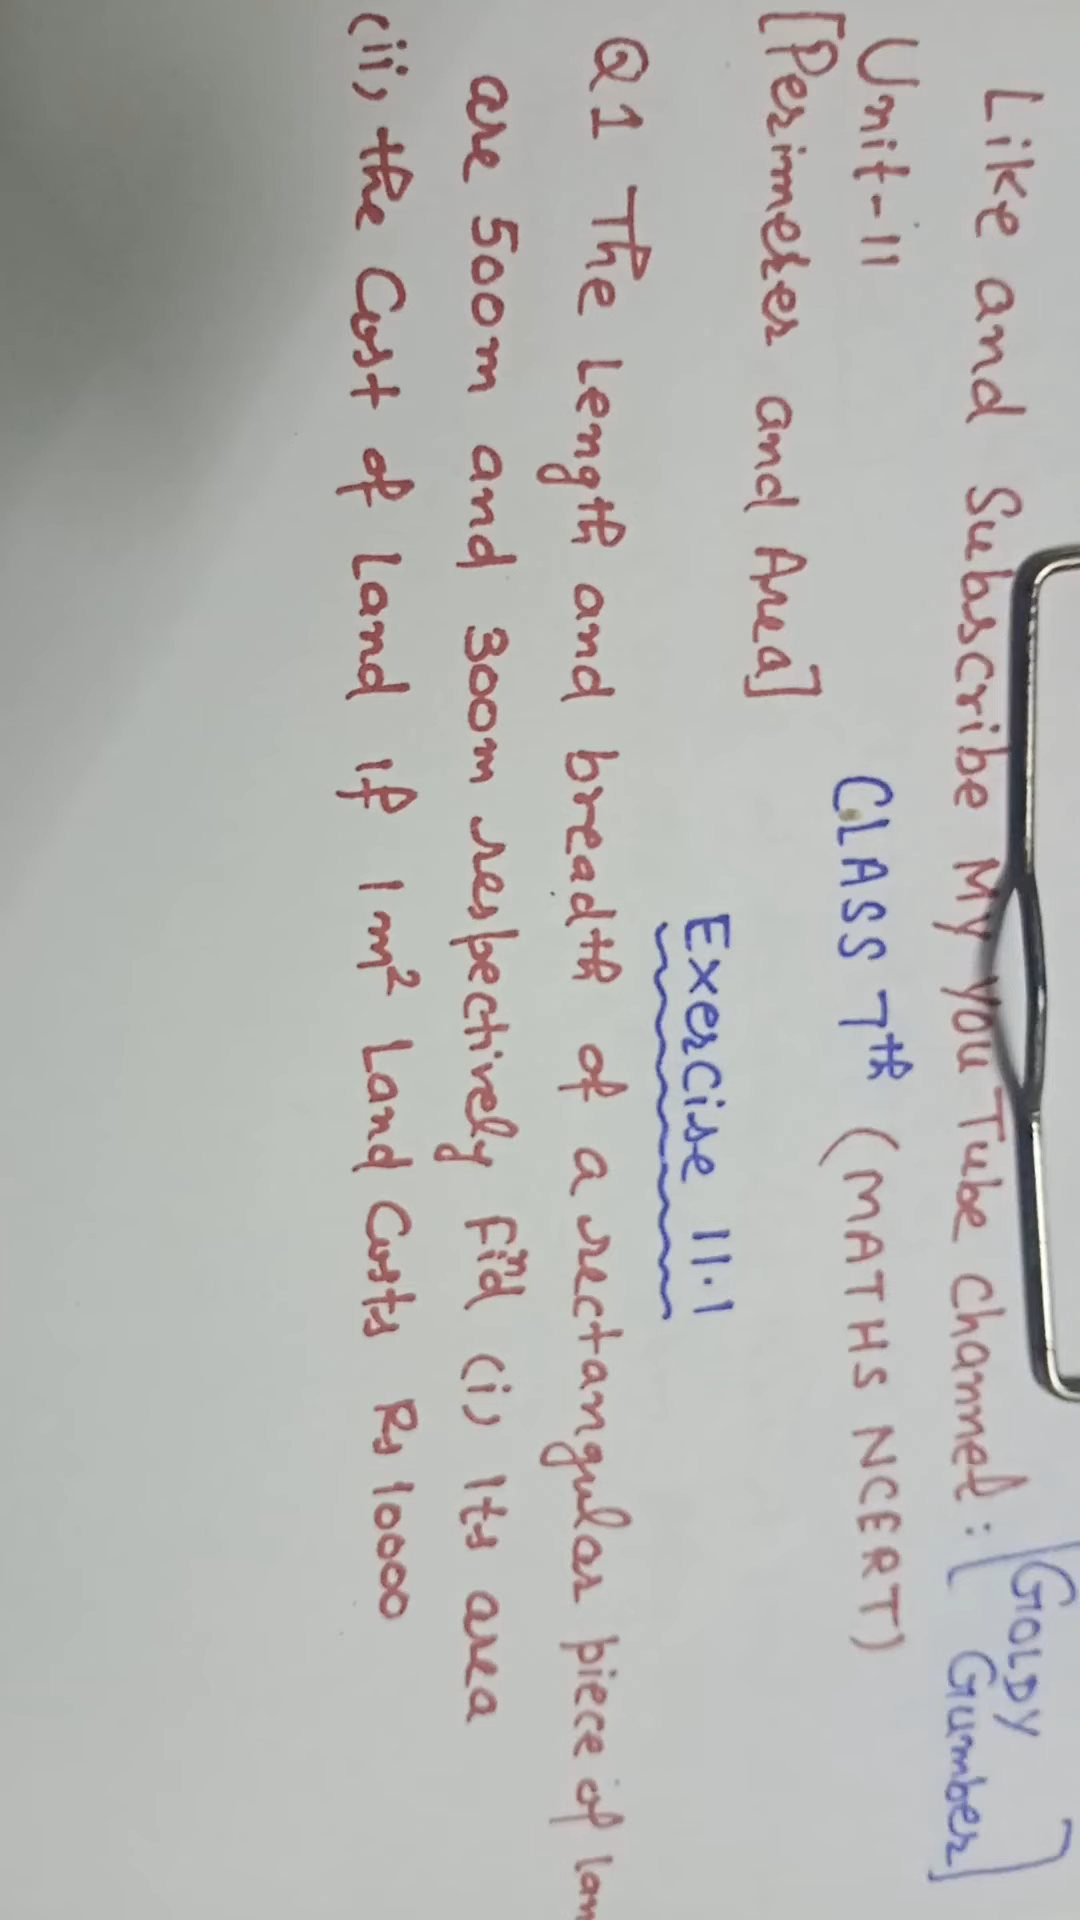 Like and Subscribe My YouTube channel: [GOLDY Gumber]
Unit-11 CLASS 7th (MATHS NCERT)
[Perimeter and Area]
Exercise 11.1
Q1 The Length and breadth of a rectangular piece of lan
are 500m and 300m respectively Find (i) Its area
(ii) the Cost of Land if 1m² Land Costs Rs 10000